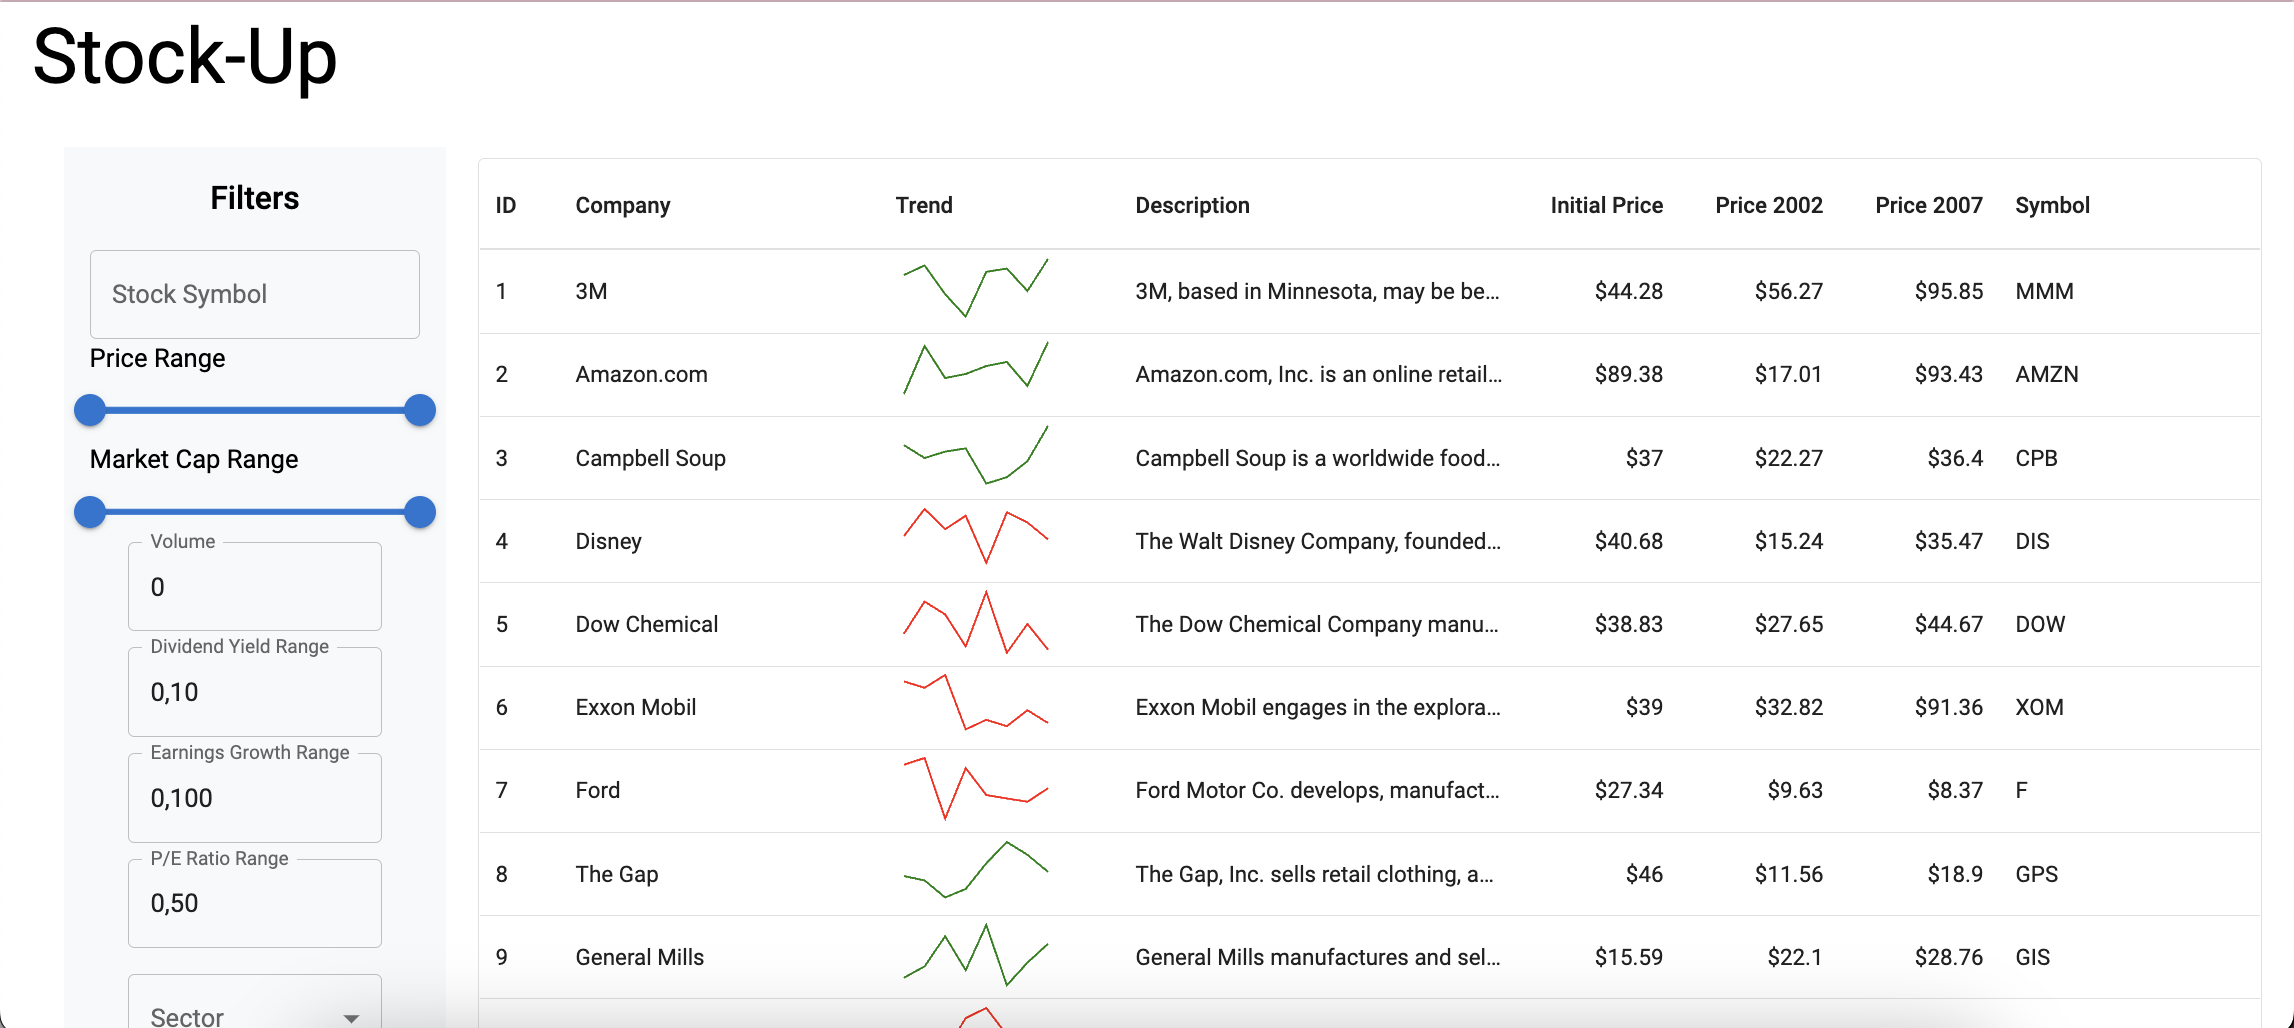 Stock-Up
Filters
Stock Symbol
Price Range
Market Cap Range
Volume
0
Dividend Yield Range
0,10
Earnings Growth Range
0,100
P/E Ratio Range
0,50
Sector
ID Company Trend Description Initial Price Price 2002 Price 2007 Symbol
1 3M 3M, based in Minnesota, may be be... $44.28 $56.27 $95.85 MMM
2 Amazon.com Amazon.com, Inc. is an online retail... $89.38 $17.01 $93.43 AMZN
3 Campbell Soup Campbell Soup is a worldwide food... $37 $22.27 $36.4 CPB
4 Disney The Walt Disney Company, founded... $40.68 $15.24 $35.47 DIS
5 Dow Chemical The Dow Chemical Company manu... $38.83 $27.65 $44.67 DOW
6 Exxon Mobil Exxon Mobil engages in the explora... $39 $32.82 $91.36 XOM
7 Ford Ford Motor Co. develops, manufact... $27.34 $9.63 $8.37 F
8 The Gap The Gap, Inc. sells retail clothing, a... $46 $11.56 $18.9 GPS
9 General Mills General Mills manufactures and sel... $15.59 $22.1 $28.76 GIS